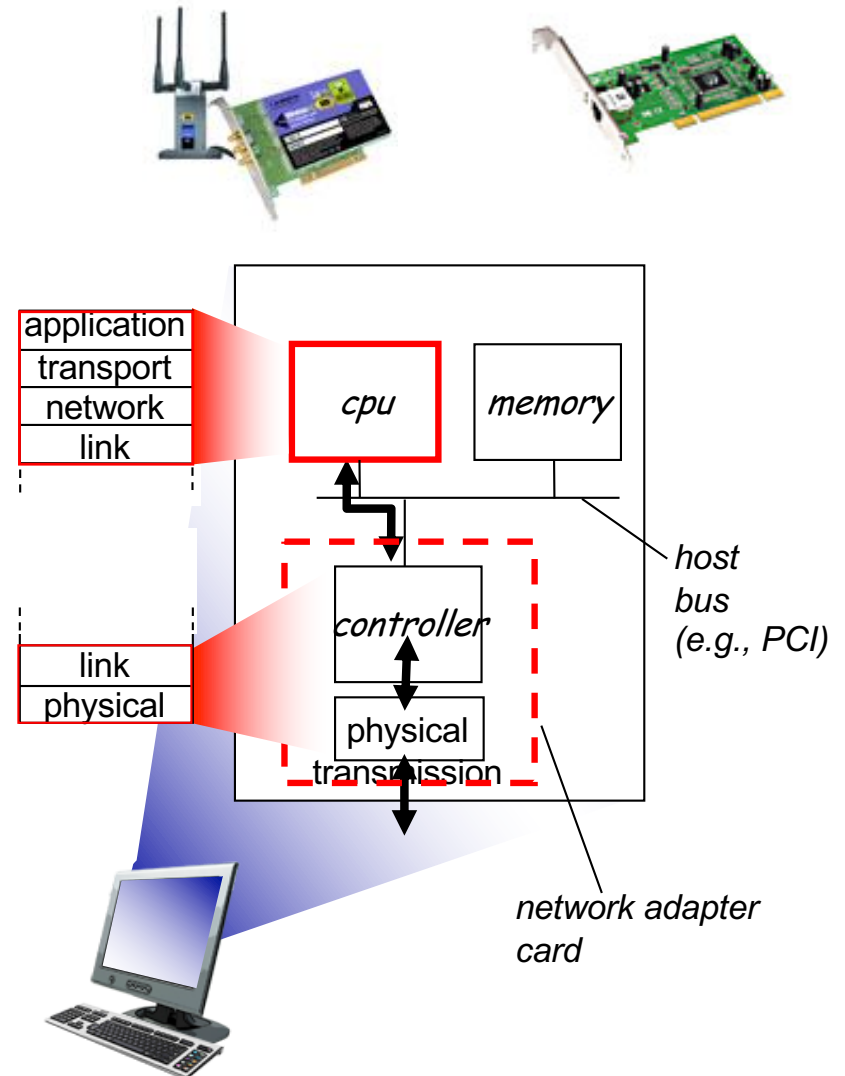 application
transport
network
link
cpu
memory
host
bus
(e.g., PCI)
controller
link
physical
physical
transmission
network adapter
card